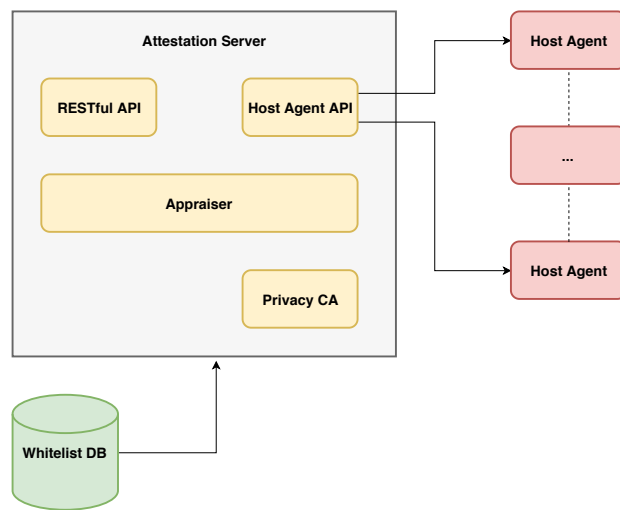 Attestation Server
RESTful API
Host Agent API
Appraiser
Privacy CA
Whitelist DB
Host Agent
...
Host Agent